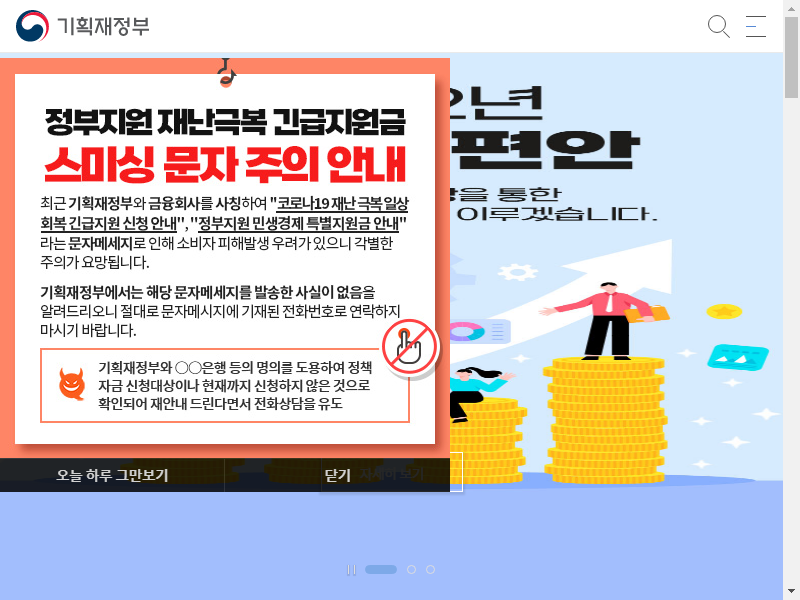 기획재정부
정부지원 재난극복 긴급지원금
스마싱 문자 주의 안내
최근 기획재정부와 금융회사를 사칭하여 "코로나19 재난 극복 일상
회복 긴급지원 신청 안내", "정부지원 민생경제 특별지원금 안내"
라는 문자메세지로 인해 소비자 피해발생 우려가 있으니 각별한
주의가 요망됩니다.
기획재정부에서는 해당 문자메세지를 발송한 사실이 없음을
알려드리오니 절대로 문자메시지에 기재된 전화번호로 연락하지
마시기 바랍니다.
기획재정부와 〇〇은행 등의 명의를 도용하여 정책
자금 신청대상이나 현재까지 신청하지 않은 것으로
확인되어 재안내 드린다면서 전화상담을 유도
2년
편안
을 통한
이루겠습니다.
오늘 하루 그만보기
닫기
자세히 보기